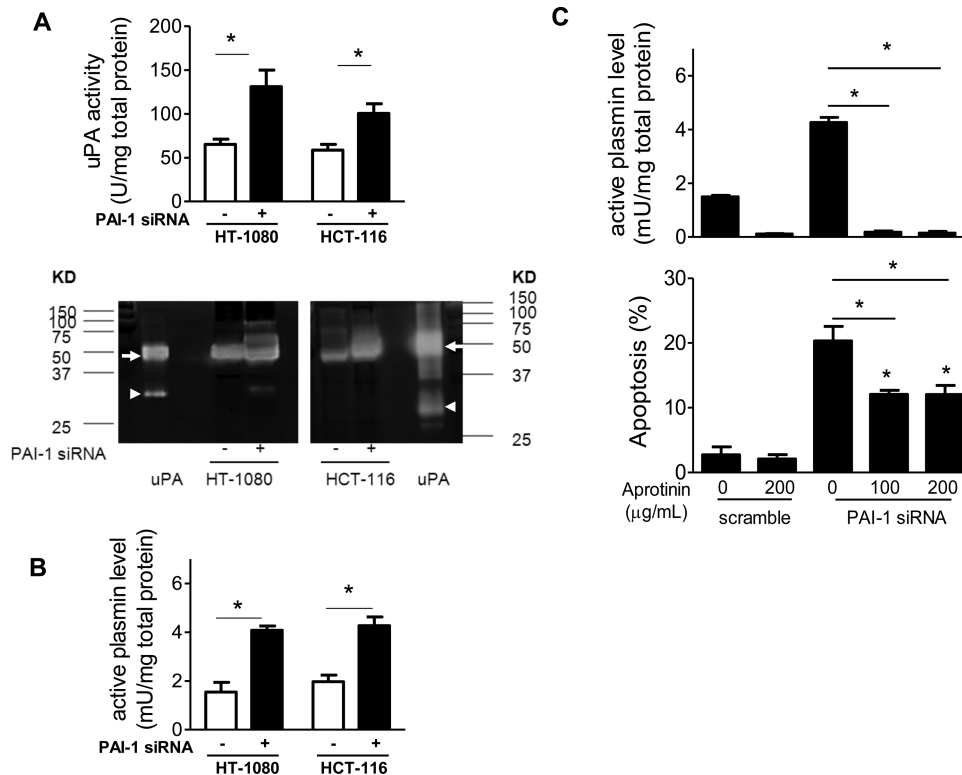 A
uPA activity
(U/mg total protein)
200
150
100
50
0
*
*
PAI-1 siRNA
- + - +
HT-1080 HCT-116
KD
150
100
75
50
37
25
KD
150
100
75
50
37
25
PAI-1 siRNA
- + - +
uPA HT-1080 HCT-116 uPA
B
active plasmin level
(mU/mg total protein)
6
4
2
0
*
*
PAI-1 siRNA
- + - +
HT-1080 HCT-116
C
active plasmin level
(mU/mg total protein)
6
4
2
0
*
*
Apoptosis (%)
30
20
10
0
*
*
*
*
Aprotinin
(μg/mL)
0 200 0 100 200
scramble PAI-1 siRNA